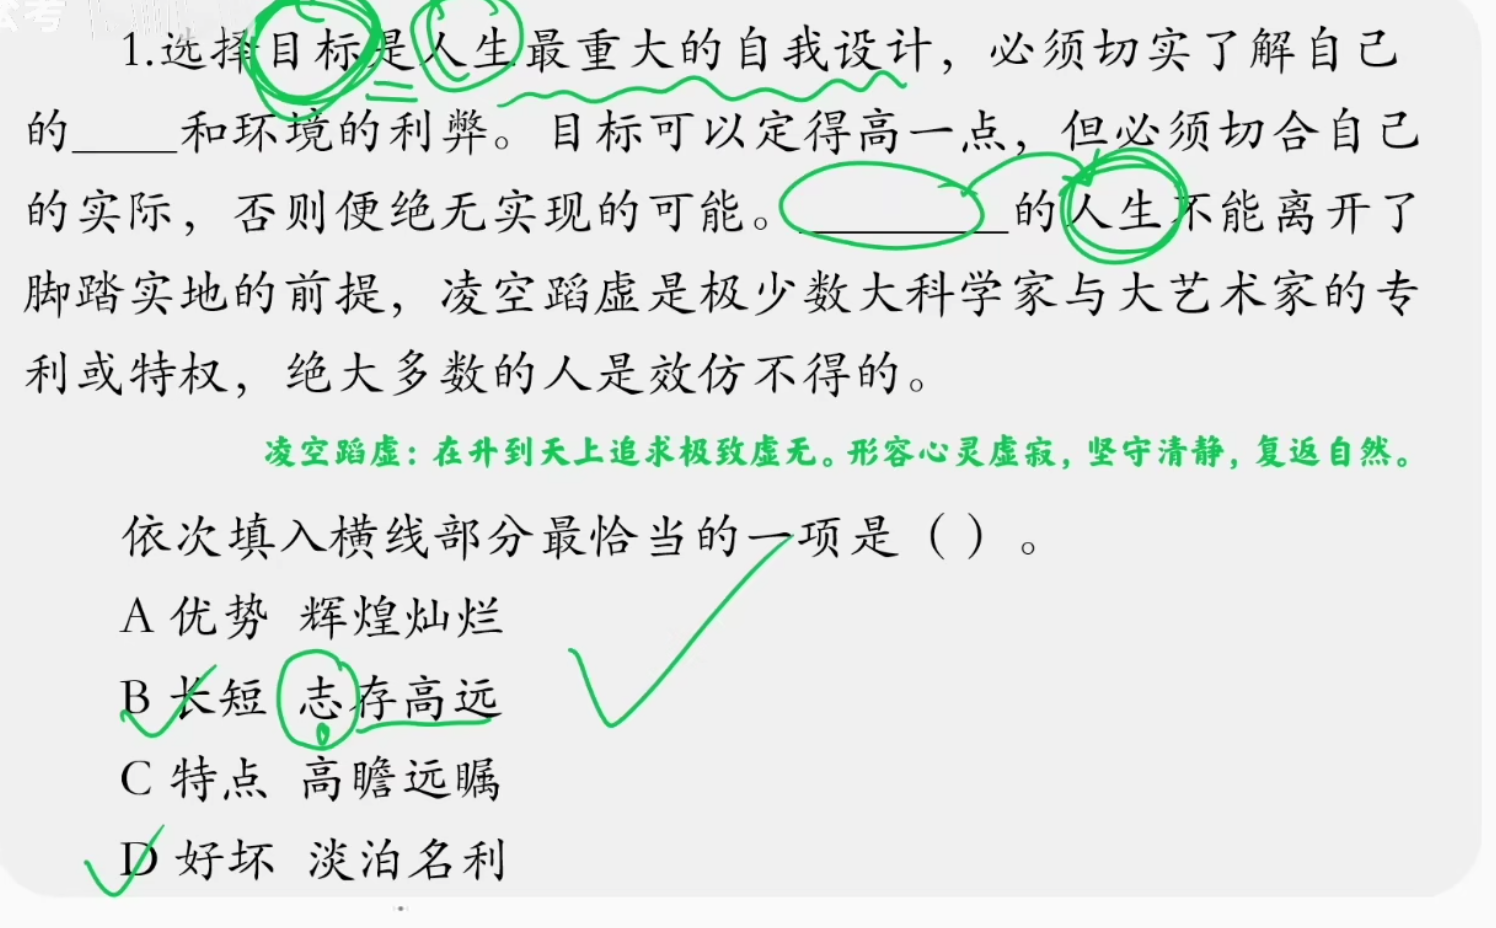 1.选择目标是人生最重大的自我设计，必须切实了解自己
的____和环境的利弊。目标可以定得高一点，但必须切合自己
的实际，否则便绝无实现的可能。________的人生不能离开了
脚踏实地的前提，凌空蹈虚是极少数大科学家与大艺术家的专
利或特权，绝大多数的人是效仿不得的。
凌空蹈虚：在升到天上追求极致虚无。形容心灵虚寂，坚守清静，复返自然。
依次填入横线部分最恰当的一项是（ ）。
A 优势 辉煌灿烂
B 长短 志存高远
C 特点 高瞻远瞩
D 好坏 淡泊名利